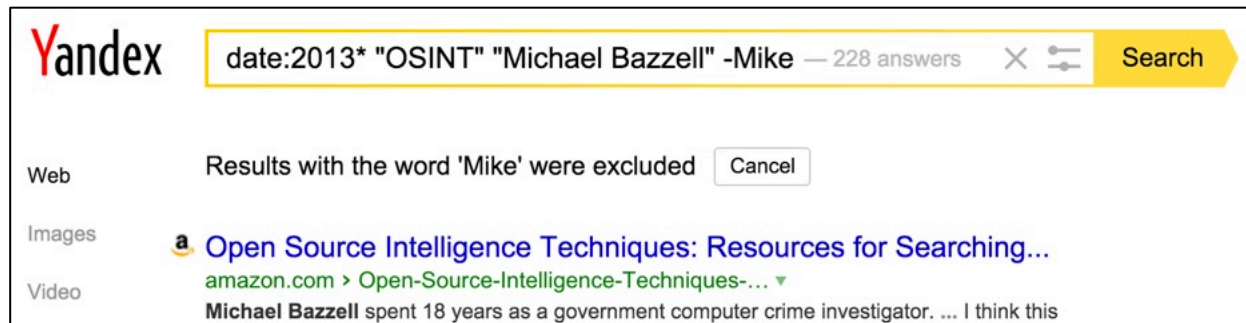 Yandex
date:2013* "OSINT" "Michael Bazzell" -Mike — 228 answers
Search
Web
Results with the word 'Mike' were excluded
Cancel
Images
a
Open Source Intelligence Techniques: Resources for Searching...
Video
amazon.com > Open-Source-Intelligence-Techniques-...
Michael Bazzell spent 18 years as a government computer crime investigator. ... I think this